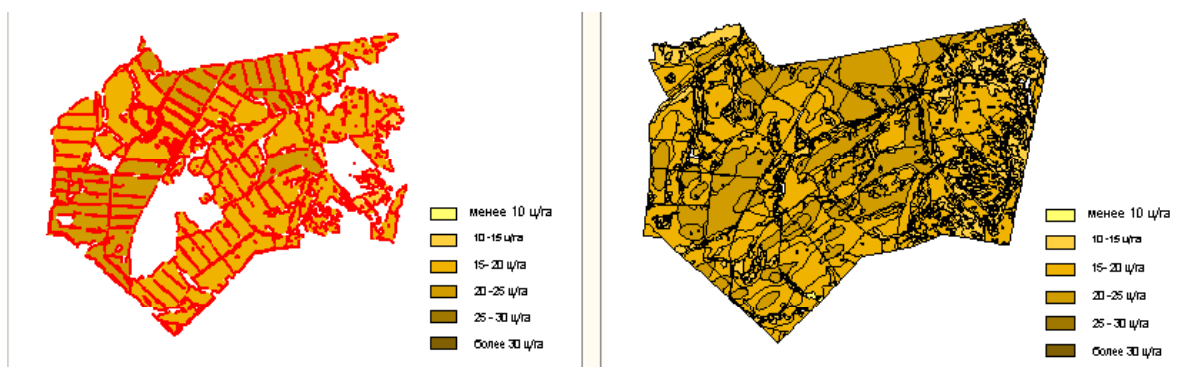 менее 10 ц/га
10-15 ц/га
15-20 ц/га
20-25 ц/га
25-30 ц/га
более 30 ц/га
менее 10 ц/га
10-15 ц/га
15-20 ц/га
20-25 ц/га
25-30 ц/га
более 30 ц/га